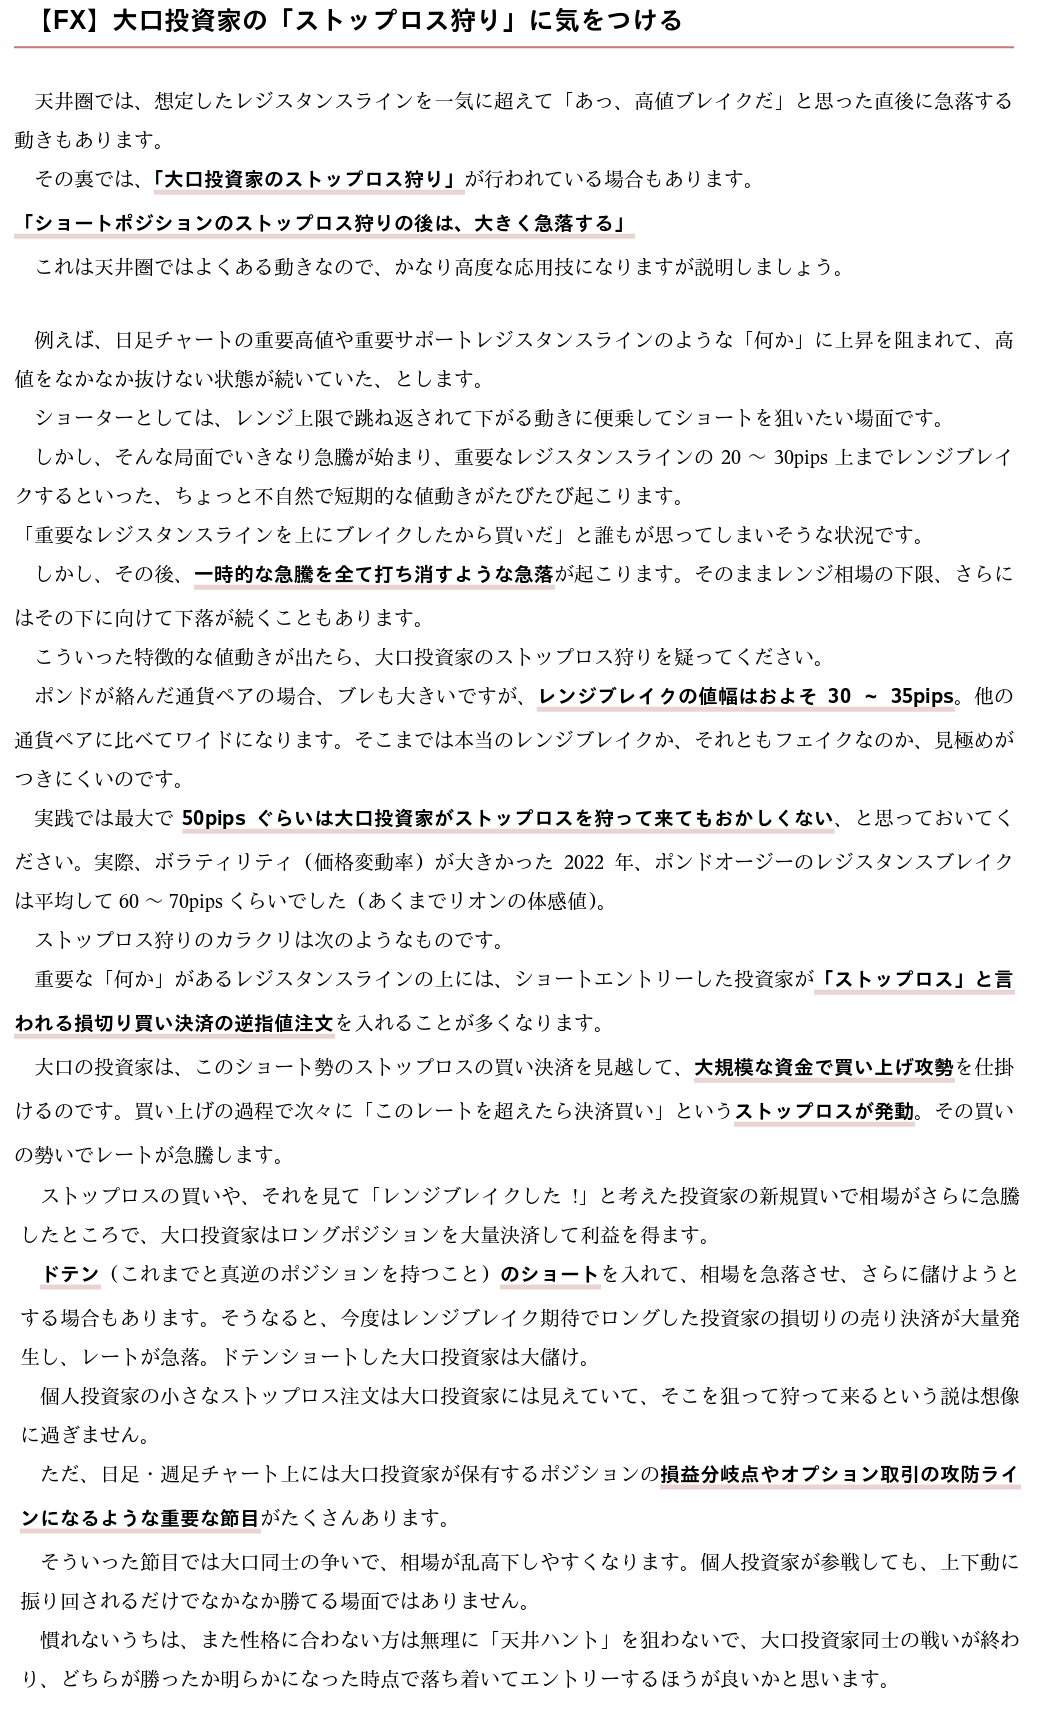 【FX】大口投資家の「ストップロス狩り」に気をつける
天井圏では、想定したレジスタンスラインを一気に超えて「あっ、高値ブレイクだ」と思った直後に急落する
動きもあります。
その裏では、「大口投資家のストップロス狩り」が行われている場合もあります。
「ショートポジションのストップロス狩りの後は、大きく急落する」
これは天井圏ではよくある動きなので、かなり高度な応用技になりますが説明しましょう。
例えば、日足チャートの重要高値や重要サポートレジスタンスラインのような「何か」に上昇を阻まれて、高
値をなかなか抜けない状態が続いていた、とします。
ショーターとしては、レンジ上限で跳ね返されて下がる動きに便乗してショートを狙いたい場面です。
しかし、そんな局面でいきなり急騰が始まり、重要なレジスタンスラインの 20 ～ 30pips 上までレンジブレイ
クするといった、ちょっと不自然で短期的な値動きがたびたび起こります。
「重要なレジスタンスラインを上にブレイクしたから買いだ」と誰もが思ってしまいそうな状況です。
しかし、その後、一時的な急騰を全て打ち消すような急落が起こります。そのままレンジ相場の下限、さらに
はその下に向けて下落が続くこともあります。
こういった特徴的な値動きが出たら、大口投資家のストップロス狩りを疑ってください。
ポンドが絡んだ通貨ペアの場合、ブレも大きいですが、レンジブレイクの値幅はおよそ 30 ～ 35pips。他の
通貨ペアに比べてワイドになります。そこまでは本当のレンジブレイクか、それともフェイクなのか、見極めが
つきにくいのです。
実践では最大で 50pips ぐらいは大口投資家がストップロスを狩って来てもおかしくない、と思っておいてく
ださい。実際、ボラティリティ（価格変動率）が大きかった 2022 年、ポンドオージーのレジスタンスブレイク
は平均して 60 ～ 70pips くらいでした（あくまでリオンの体感値）。
ストップロス狩りのカラクリは次のようなものです。
重要な「何か」があるレジスタンスラインの上には、ショートエントリーした投資家が「ストップロス」と言
われる損切り買い決済の逆指値注文を入れることが多くなります。
大口の投資家は、このショート勢のストップロスの買い決済を見越して、大規模な資金で買い上げ攻勢を仕掛
けるのです。買い上げの過程で次々に「このレートを超えたら決済買い」というストップロスが発動。その買い
の勢いでレートが急騰します。
ストップロスの買いや、それを見て「レンジブレイクした !」と考えた投資家の新規買いで相場がさらに急騰
したところで、大口投資家はロングポジションを大量決済して利益を得ます。
ドテン（これまでと真逆のポジションを持つこと）のショートを入れて、相場を急落させ、さらに儲けようと
する場合もあります。そうなると、今度はレンジブレイク期待でロングした投資家の損切りの売り決済が大量発
生し、レートが急落。ドテンショートした大口投資家は大儲け。
個人投資家の小さなストップロス注文は大口投資家には見えていて、そこを狙って狩って来るという説は想像
に過ぎません。
ただ、日足・週足チャート上には大口投資家が保有するポジションの損益分岐点やオプション取引の攻防ライ
ンになるような重要な節目がたくさんあります。
そういった節目では大口同士の争いで、相場が乱高下しやすくなります。個人投資家が参戦しても、上下動に
振り回されるだけでなかなか勝てる場面ではありません。
慣れないうちは、また性格に合わない方は無理に「天井ハント」を狙わないで、大口投資家同士の戦いが終わ
り、どちらが勝ったか明らかになった時点で落ち着いてエントリーするほうが良いかと思います。